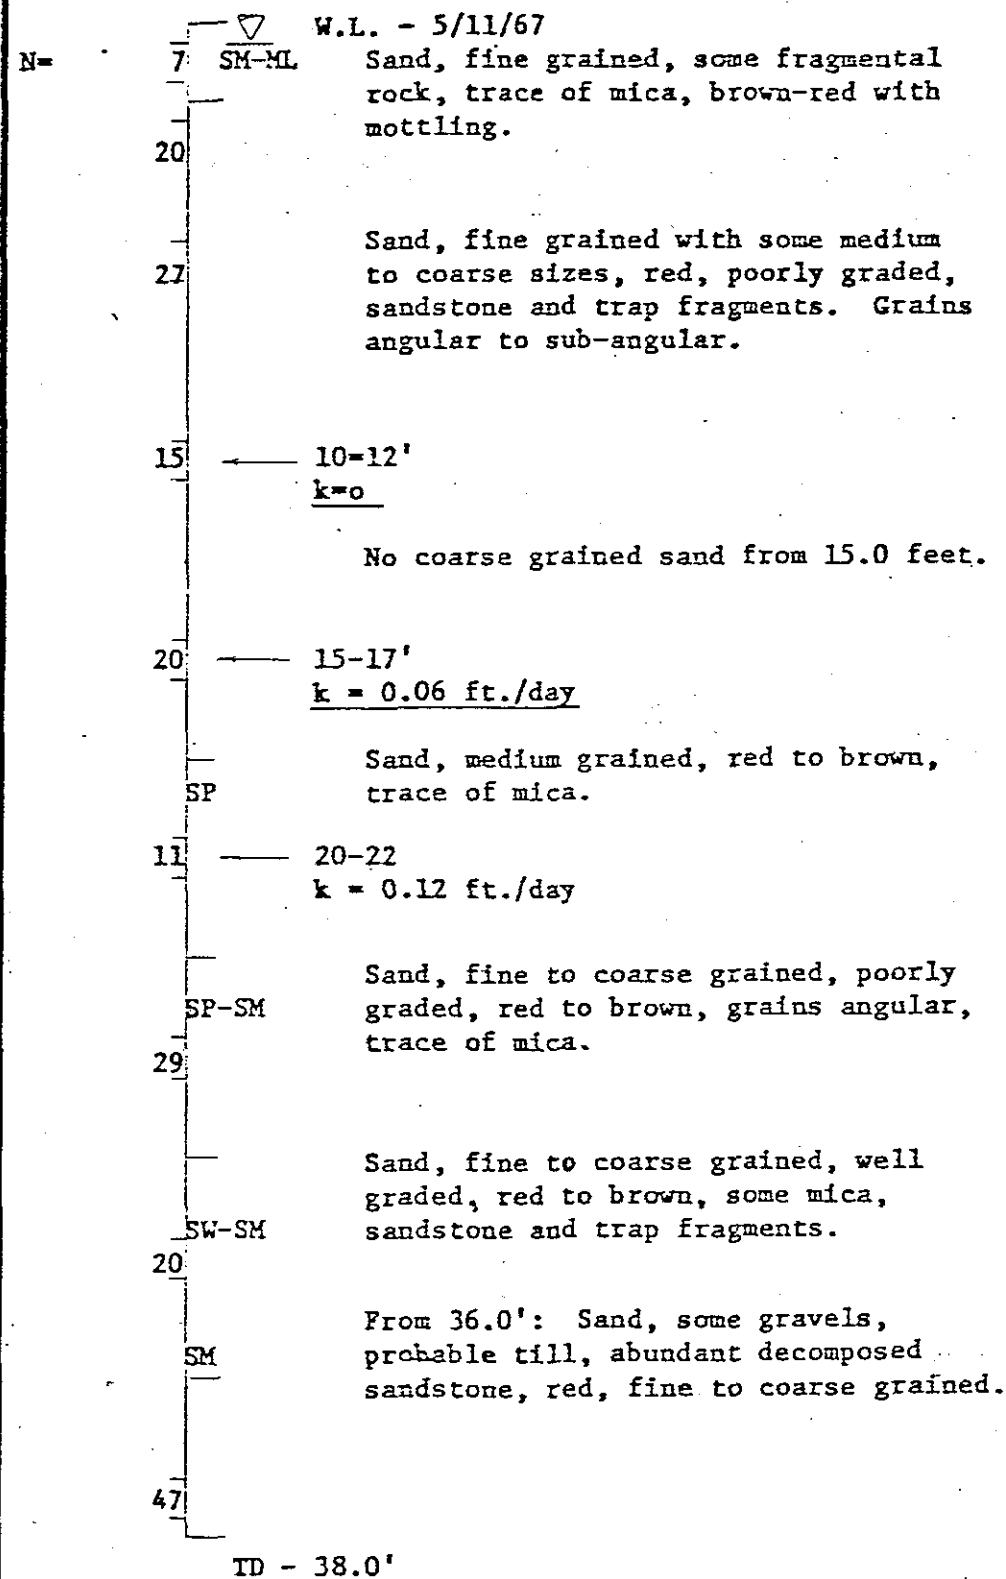 W.L. - 5/11/67
N= 7 SM-ML Sand, fine grained, some fragmental
rock, trace of mica, brown-red with
mottling.
20
Sand, fine grained with some medium
27 to coarse sizes, red, poorly graded,
sandstone and trap fragments. Grains
angular to sub-angular.
15 10=12'
k=o
No coarse grained sand from 15.0 feet.
20 15-17'
k = 0.06 ft./day
Sand, medium grained, red to brown,
SP trace of mica.
11 20-22
k = 0.12 ft./day
Sand, fine to coarse grained, poorly
SP-SM graded, red to brown, grains angular,
trace of mica.
29
Sand, fine to coarse grained, well
graded, red to brown, some mica,
SW-SM sandstone and trap fragments.
20
From 36.0': Sand, some gravels,
SM probable till, abundant decomposed
sandstone, red, fine to coarse grained.
47
TD - 38.0'